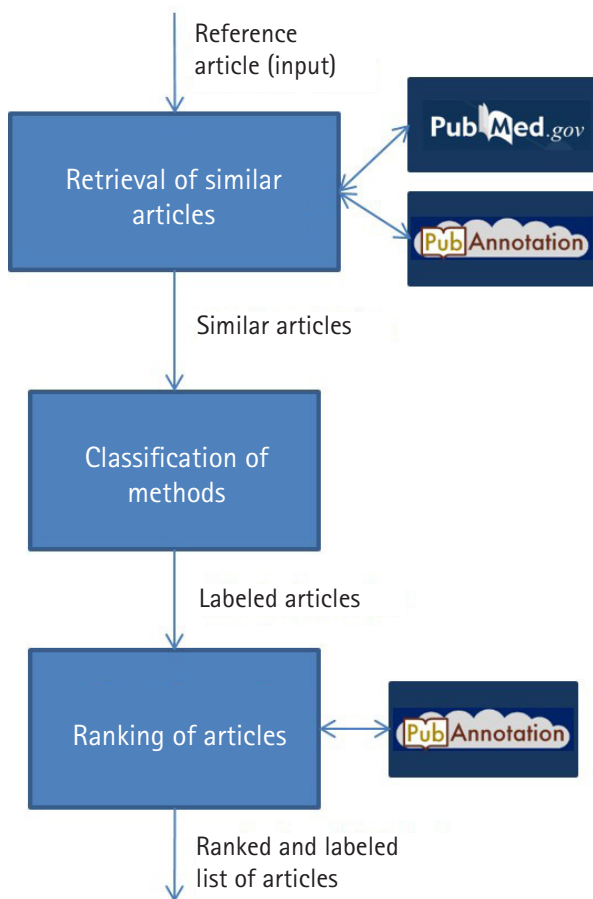 Reference
article (input)
PubMed.gov
Retrieval of similar
articles
PubAnnotation
Similar articles
Classification of
methods
Labeled articles
Ranking of articles
PubAnnotation
Ranked and labeled
list of articles